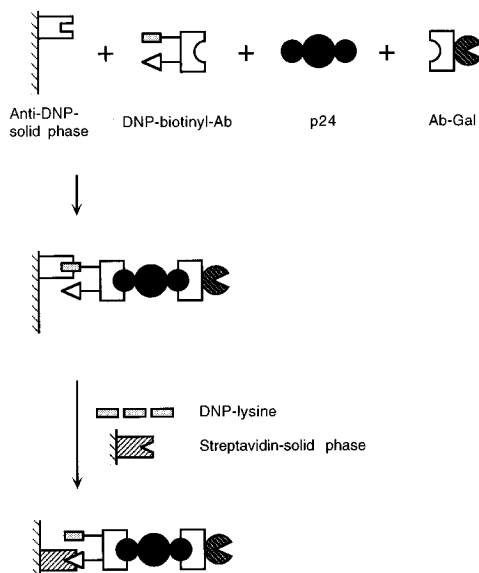 + + +
Anti-DNP-
solid phase
DNP-biotinyl-Ab
p24
Ab-Gal
DNP-lysine
Streptavidin-solid phase